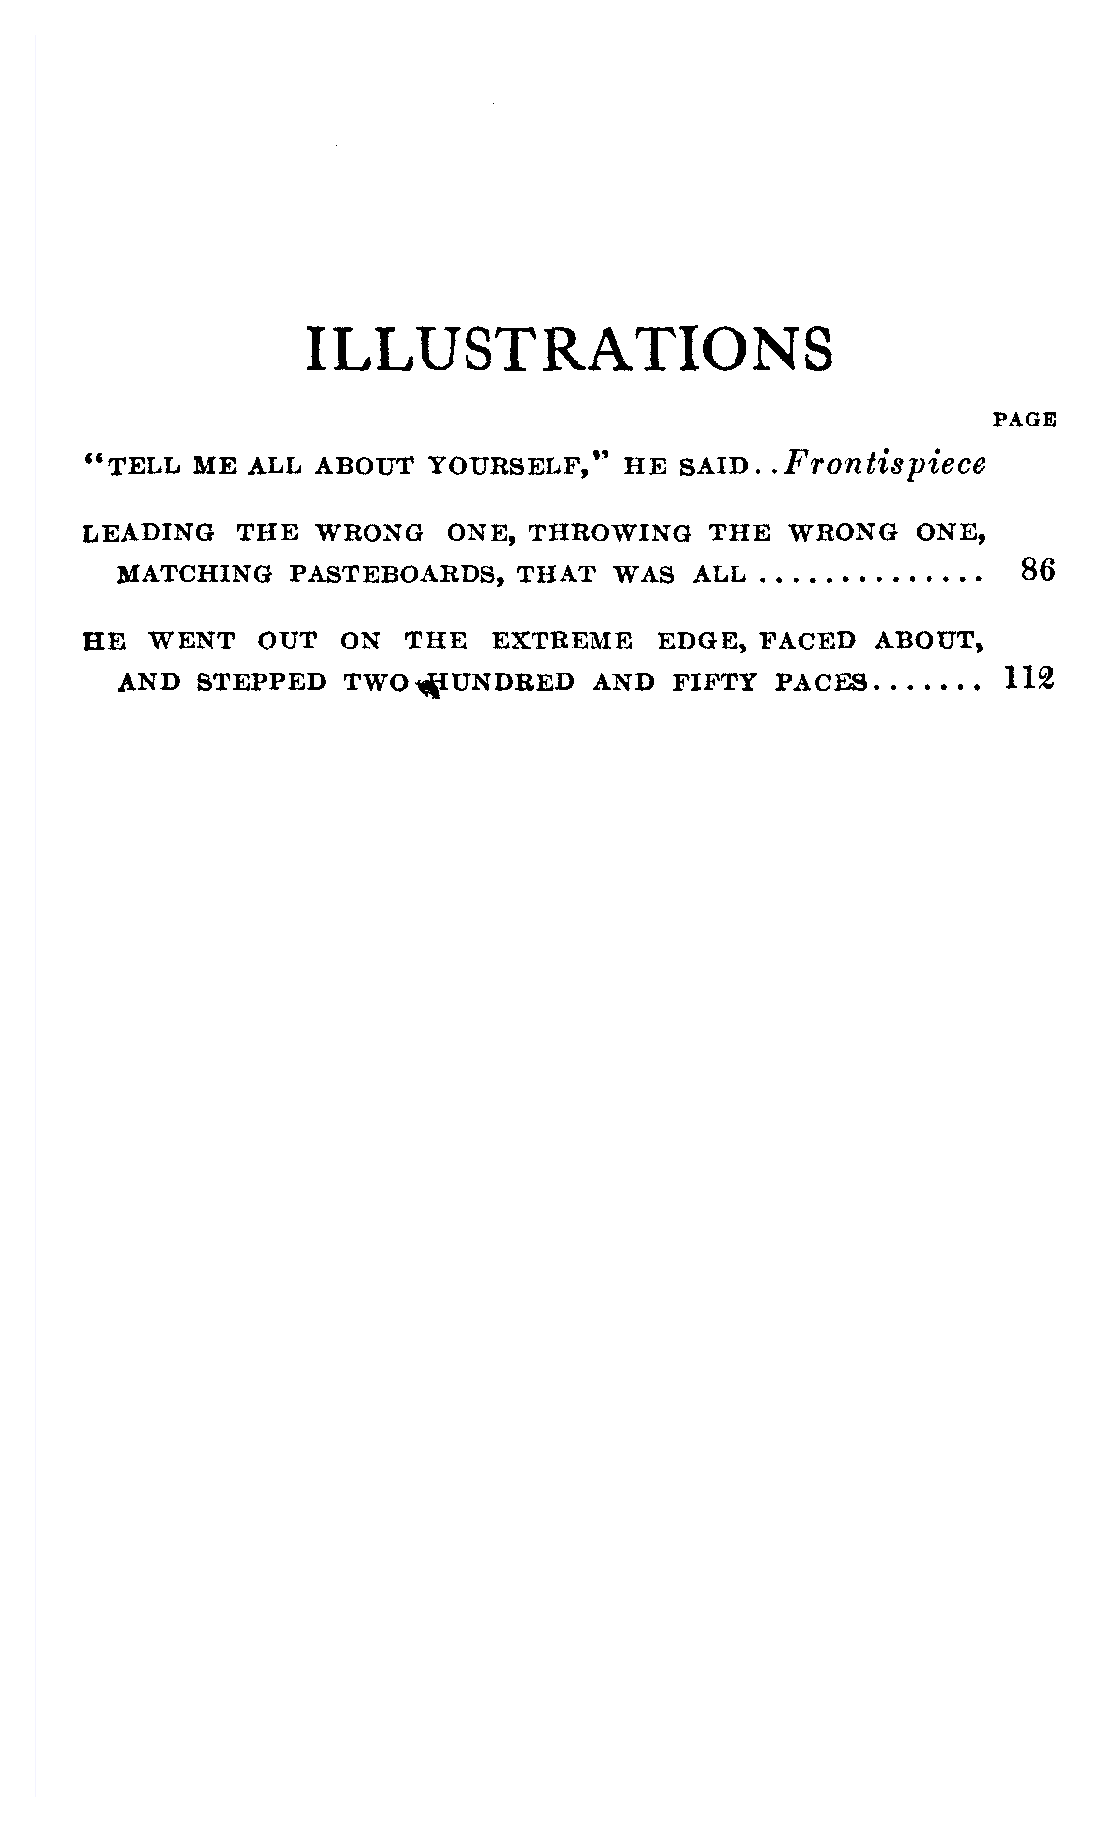 ILLUSTRATIONS
PAGE
“TELL ME ALL ABOUT YOURSELF,” HE SAID..Frontispiece
LEADING THE WRONG ONE, THROWING THE WRONG ONE,
MATCHING PASTEBOARDS, THAT WAS ALL .............. 86
HE WENT OUT ON THE EXTREME EDGE, FACED ABOUT,
AND STEPPED TWO HUNDRED AND FIFTY PACES....... 112